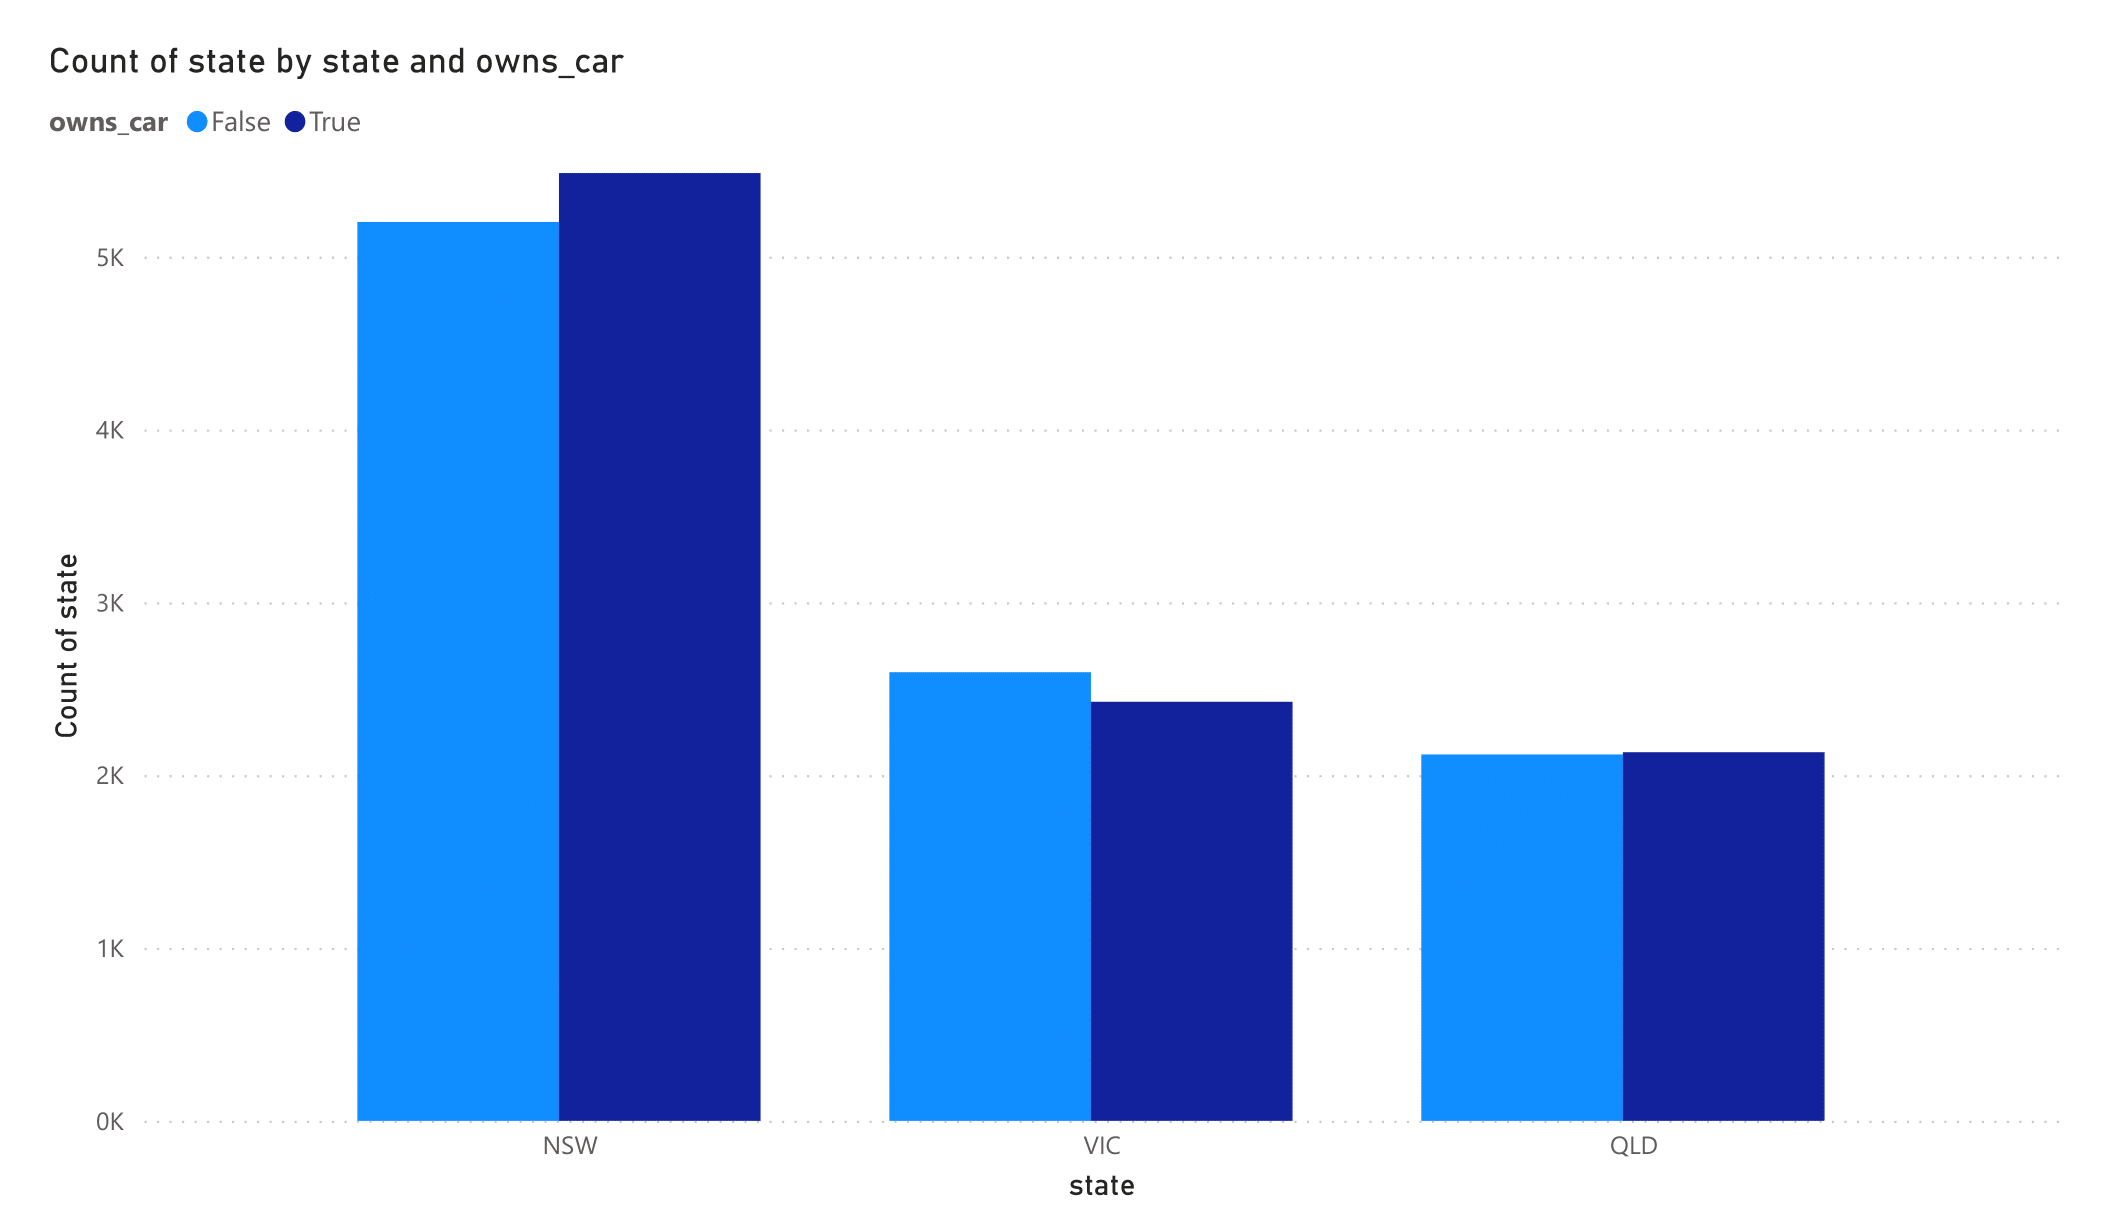 Count of state by state and owns_car
owns_car False True
Count of state
5K
4K
3K
2K
1K
0K
NSW VIC QLD
state